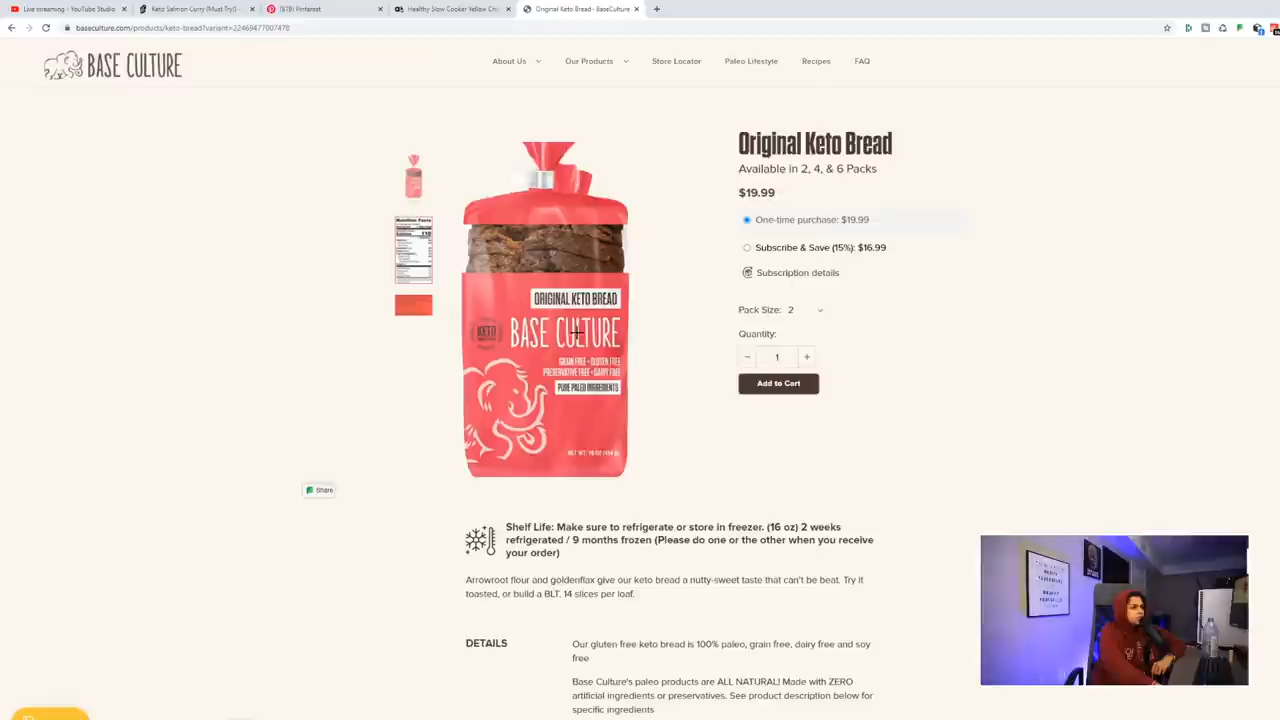 Live streaming - YouTube Studio
Keto Salmon Curry (Must Try!) -
Pinterest
Healthy Slow Cooker Yellow Chi
Original Keto Bread - BaseCulture
baseculture.com/products/keto-bread?variant=22469477007478
BASE CULTURE
About Us
Our Products
Store Locator
Paleo Lifestyle
Recipes
FAQ
Original Keto Bread
Available in 2, 4, & 6 Packs
$19.99
One-time purchase: $19.99
Subscribe & Save (15%): $16.99
Subscription details
Pack Size: 2
Quantity:
− 1 +
Add to Cart
Nutrition Facts
ORIGINAL KETO BREAD
KETO
BASE CULTURE
GRAIN FREE • GLUTEN FREE
PRESERVATIVE FREE • DAIRY FREE
PURE PALEO INGREDIENTS
NET WT. 16 OZ (454 g)
Share
Shelf Life: Make sure to refrigerate or store in freezer. (16 oz) 2 weeks
refrigerated / 9 months frozen (Please do one or the other when you receive
your order)
Arrowroot flour and goldenflax give our keto bread a nutty-sweet taste that can't be beat. Try it
toasted, or build a BLT. 14 slices per loaf.
DETAILS
Our gluten free keto bread is 100% paleo, grain free, dairy free and soy
free
Base Culture's paleo products are ALL NATURAL! Made with ZERO
artificial ingredients or preservatives. See product description below for
specific ingredients